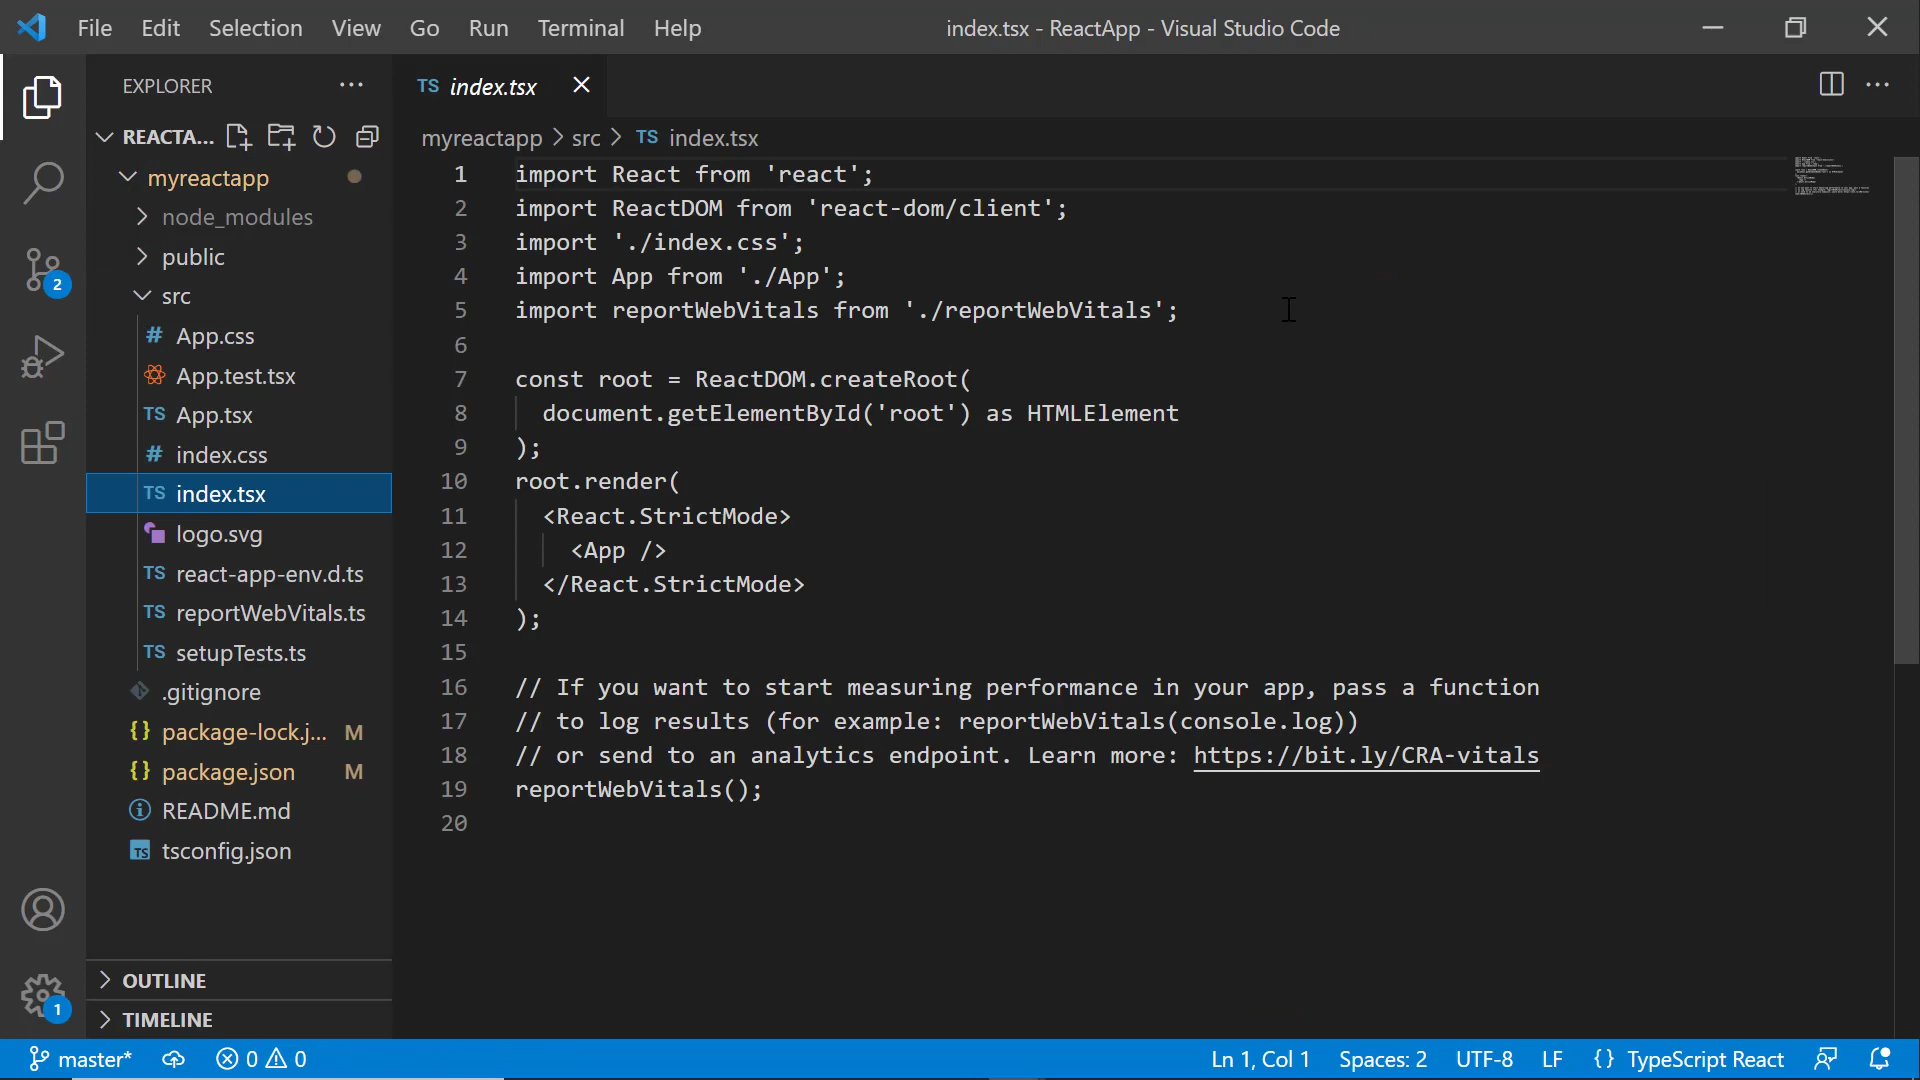 File Edit Selection View Go Run Terminal Help
index.tsx - ReactApp - Visual Studio Code
EXPLORER
REACTA...
myreactapp
node_modules
public
src
# App.css
App.test.tsx
TS App.tsx
# index.css
TS index.tsx
logo.svg
TS react-app-env.d.ts
TS reportWebVitals.ts
TS setupTests.ts
.gitignore
{} package-lock.j... M
{} package.json M
README.md
TS tsconfig.json
OUTLINE
TIMELINE
2
1
TS index.tsx
myreactapp > src > TS index.tsx
1 import React from 'react';
2 import ReactDOM from 'react-dom/client';
3 import './index.css';
4 import App from './App';
5 import reportWebVitals from './reportWebVitals';
6
7 const root = ReactDOM.createRoot(
8 document.getElementById('root') as HTMLElement
9 );
10 root.render(
11 <React.StrictMode>
12 <App />
13 </React.StrictMode>
14 );
15
16 // If you want to start measuring performance in your app, pass a function
17 // to log results (for example: reportWebVitals(console.log))
18 // or send to an analytics endpoint. Learn more: https://bit.ly/CRA-vitals
19 reportWebVitals();
20
master* 0 0 Ln 1, Col 1 Spaces: 2 UTF-8 LF {} TypeScript React